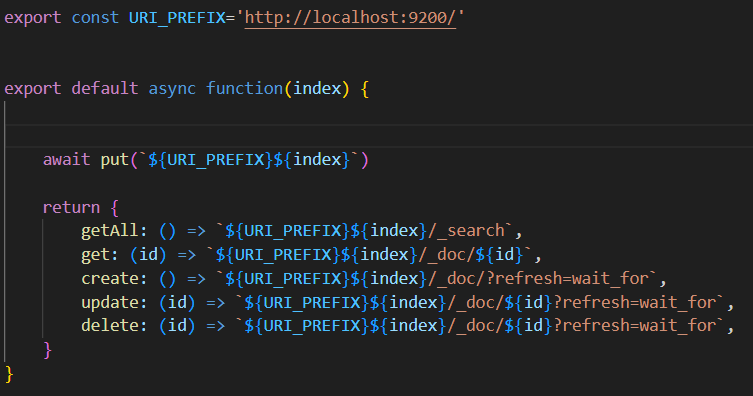 export const URI_PREFIX='http://localhost:9200/'
export default async function(index) {
await put(`${URI_PREFIX}${index}`)
return {
getAll: () => `${URI_PREFIX}${index}/_search`,
get: (id) => `${URI_PREFIX}${index}/_doc/${id}`,
create: () => `${URI_PREFIX}${index}/_doc/?refresh=wait_for`,
update: (id) => `${URI_PREFIX}${index}/_doc/${id}?refresh=wait_for`,
delete: (id) => `${URI_PREFIX}${index}/_doc/${id}?refresh=wait_for`,
}
}